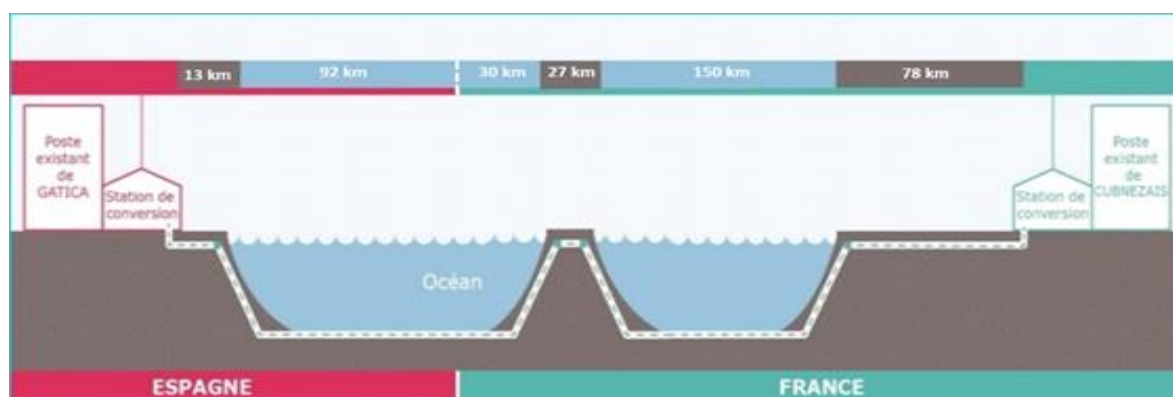 13 km 92 km 30 km 27 km 150 km 78 km
Poste
existant
de
GATICA
Station de
conversion
Station de
conversion
Poste
existant
de
CUBNEZAIS
Océan
ESPAGNE FRANCE